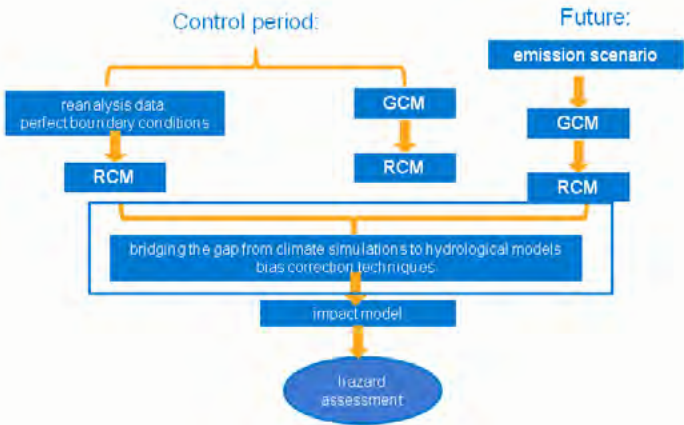 Control period:
Future:
emission scenario
reanalysis data:
perfect boundary conditions
GCM
GCM
RCM
RCM
RCM
bridging the gap from climate simulations to hydrological models
bias correction techniques
impact model
hazard
assessment